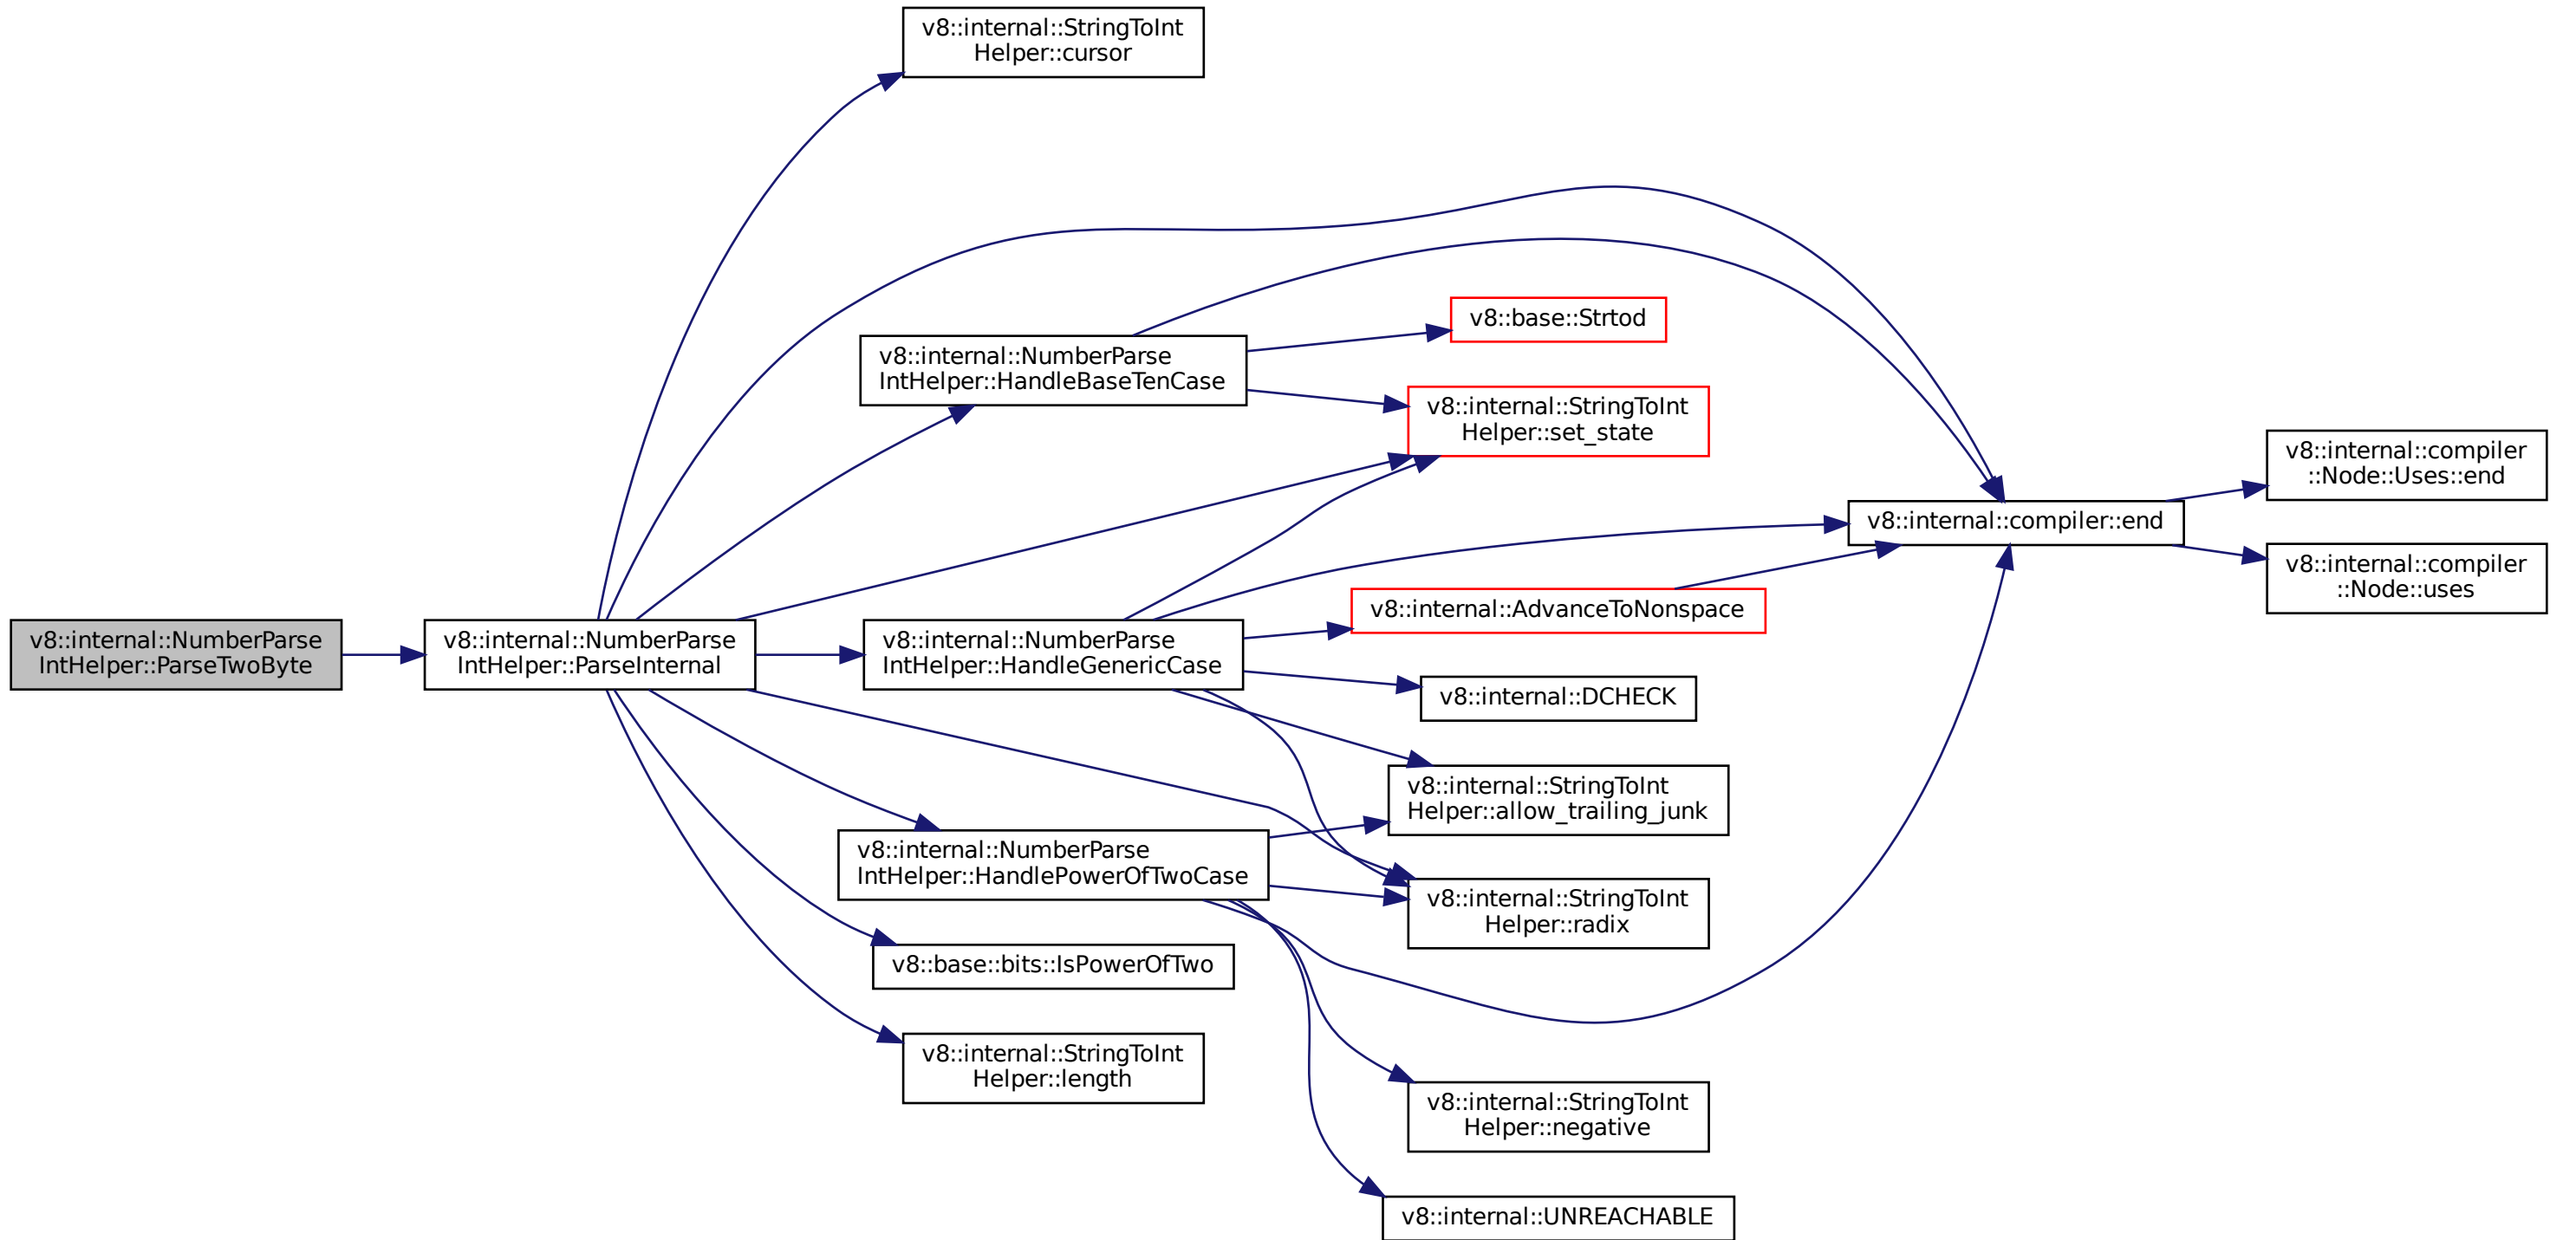 v8::internal::NumberParse
IntHelper::ParseTwoByte
v8::internal::NumberParse
IntHelper::ParseInternal
v8::internal::StringToInt
Helper::cursor
v8::internal::NumberParse
IntHelper::HandleBaseTenCase
v8::internal::NumberParse
IntHelper::HandleGenericCase
v8::internal::NumberParse
IntHelper::HandlePowerOfTwoCase
v8::base::bits::IsPowerOfTwo
v8::internal::StringToInt
Helper::length
v8::base::Strtod
v8::internal::StringToInt
Helper::set_state
v8::internal::AdvanceToNonspace
v8::internal::DCHECK
v8::internal::StringToInt
Helper::allow_trailing_junk
v8::internal::StringToInt
Helper::radix
v8::internal::StringToInt
Helper::negative
v8::internal::UNREACHABLE
v8::internal::compiler::end
v8::internal::compiler
::Node::Uses::end
v8::internal::compiler
::Node::uses